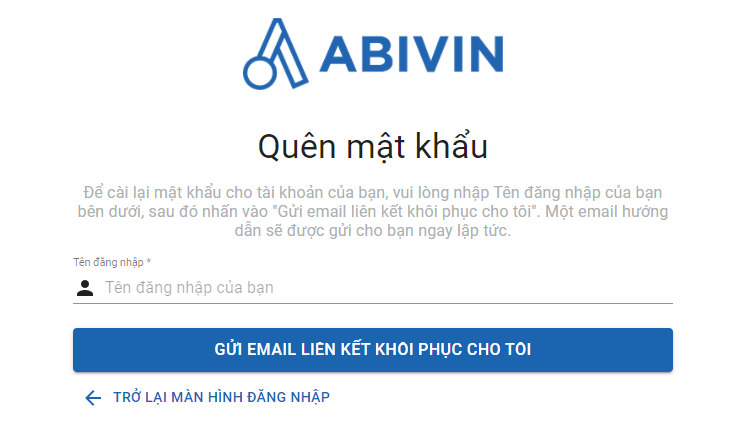 ABIVIN
Quên mật khẩu
Để cài lại mật khẩu cho tài khoản của bạn, vui lòng nhập Tên đăng nhập của bạn
bên dưới, sau đó nhấn vào "Gửi email liên kết khôi phục cho tôi". Một email hướng
dẫn sẽ được gửi cho bạn ngay lập tức.
Tên đăng nhập *
Tên đăng nhập của bạn
GỬI EMAIL LIÊN KẾT KHÔI PHỤC CHO TÔI
TRỞ LẠI MÀN HÌNH ĐĂNG NHẬP